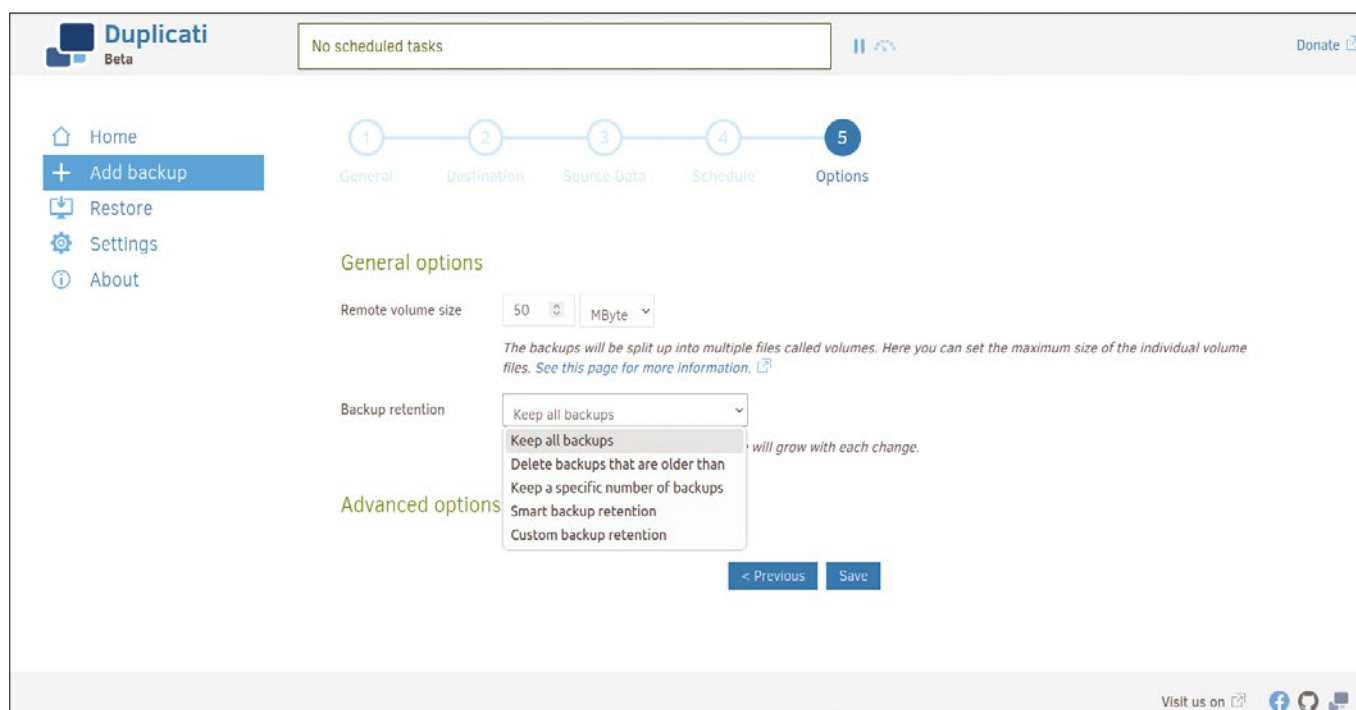 Duplicati
Beta
No scheduled tasks
Donate
Home
Add backup
Restore
Settings
About
1 2 3 4 5
General Destination Source Data Schedule Options
General options
Remote volume size 50 MByte
The backups will be split up into multiple files called volumes. Here you can set the maximum size of the individual volume
files. See this page for more information.
Backup retention Keep all backups
Keep all backups
will grow with each change.
Delete backups that are older than
Keep a specific number of backups
Advanced options
Smart backup retention
Custom backup retention
< Previous Save
Visit us on